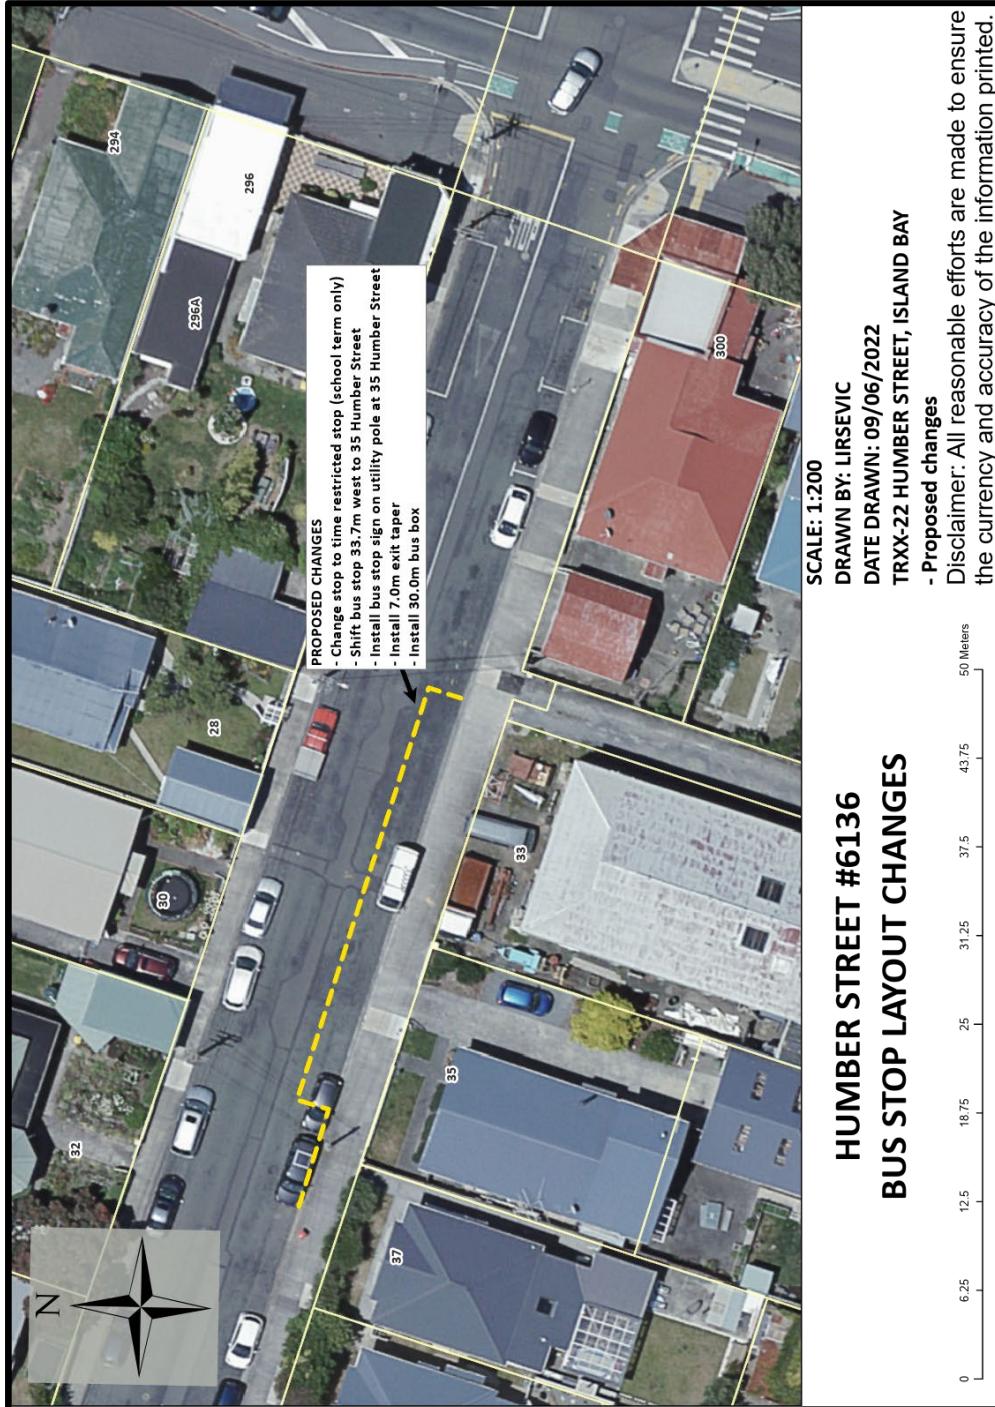 N
294
296
296A
28
30
32
33
35
37
300
PROPOSED CHANGES
- Change stop to time restricted stop (school term only)
- Shift bus stop 33.7m west to 35 Humber Street
- Install bus stop sign on utility pole at 35 Humber Street
- Install 7.0m exit taper
- Install 30.0m bus box
HUMBER STREET #6136
BUS STOP LAYOUT CHANGES
0 6.25 12.5 18.75 25 31.25 37.5 43.75 50 Meters
SCALE: 1:200
DRAWN BY: LIRSEVIC
DATE DRAWN: 09/06/2022
TRXX-22 HUMBER STREET, ISLAND BAY
- Proposed changes
Disclaimer: All reasonable efforts are made to ensure
the currency and accuracy of the information printed.